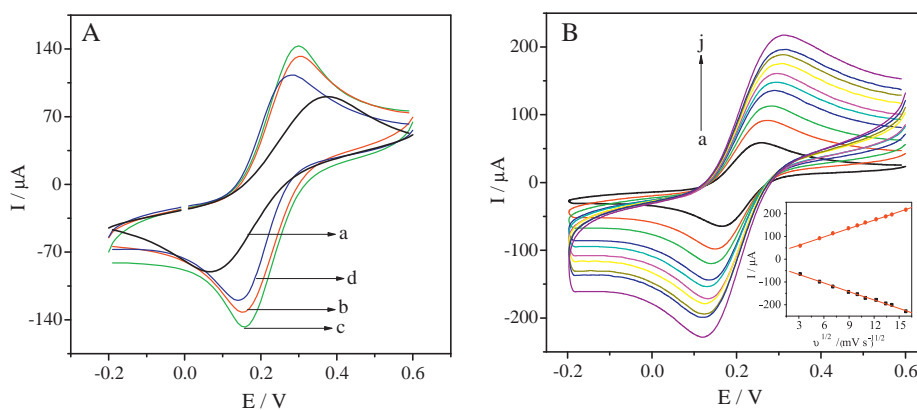 A
I / µA
140
70
0
-70
-140
a
d
b
c
-0.2 0.0 0.2 0.4 0.6
E / V
B
I / µA
200
100
0
-100
-200
j
a
I / µA
200
100
0
-100
-200
3 6 9 12 15
υ 1/2 /(mV s-1)1/2
-0.2 0.0 0.2 0.4 0.6
E / V